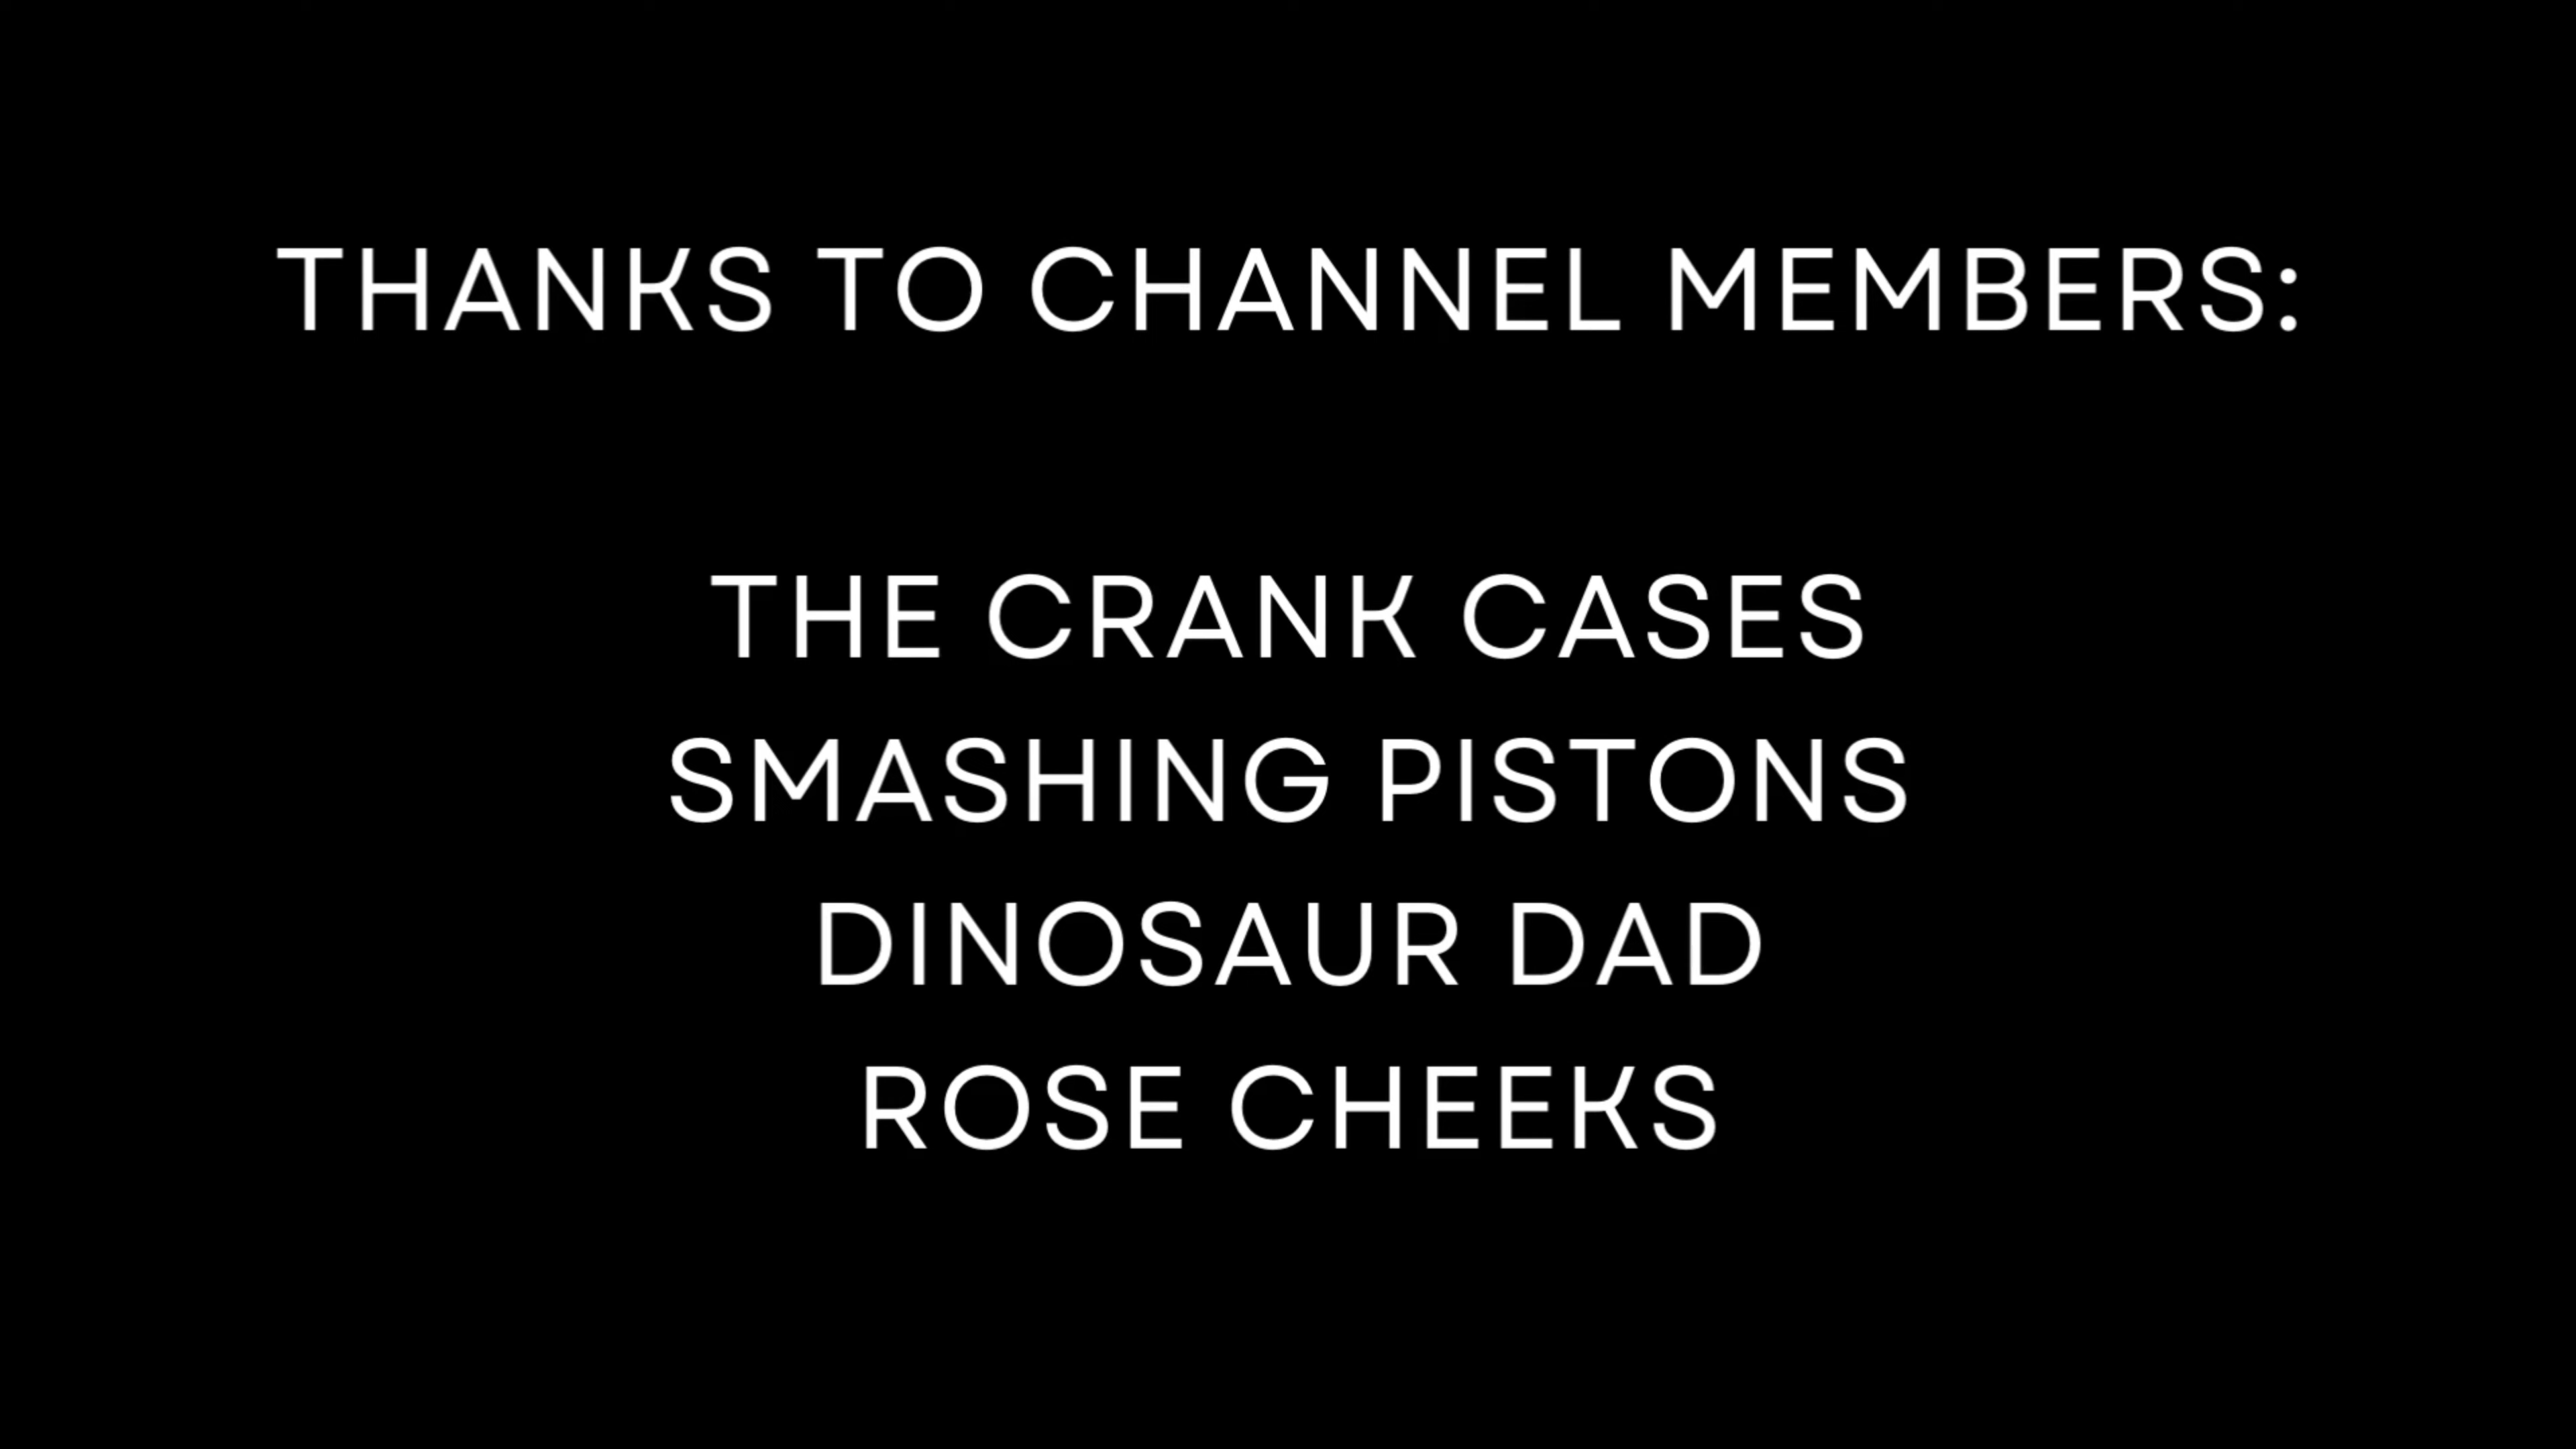 THANKS TO CHANNEL MEMBERS:
THE CRANK CASES
SMASHING PISTONS
DINOSAUR DAD
ROSE CHEEKS